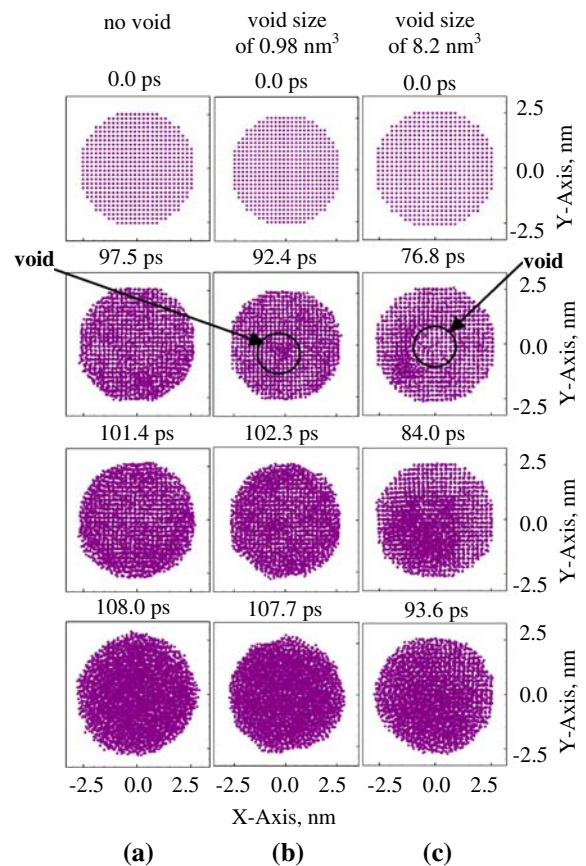 no void
void size
of 0.98 nm³
void size
of 8.2 nm³
0.0 ps
0.0 ps
0.0 ps
2.5
0.0
-2.5
Y-Axis, nm
void
97.5 ps
92.4 ps
76.8 ps
void
2.5
0.0
-2.5
Y-Axis, nm
101.4 ps
102.3 ps
84.0 ps
2.5
0.0
-2.5
Y-Axis, nm
108.0 ps
107.7 ps
93.6 ps
2.5
0.0
-2.5
Y-Axis, nm
-2.5 0.0 2.5 -2.5 0.0 2.5 -2.5 0.0 2.5
X-Axis, nm
(a) (b) (c)